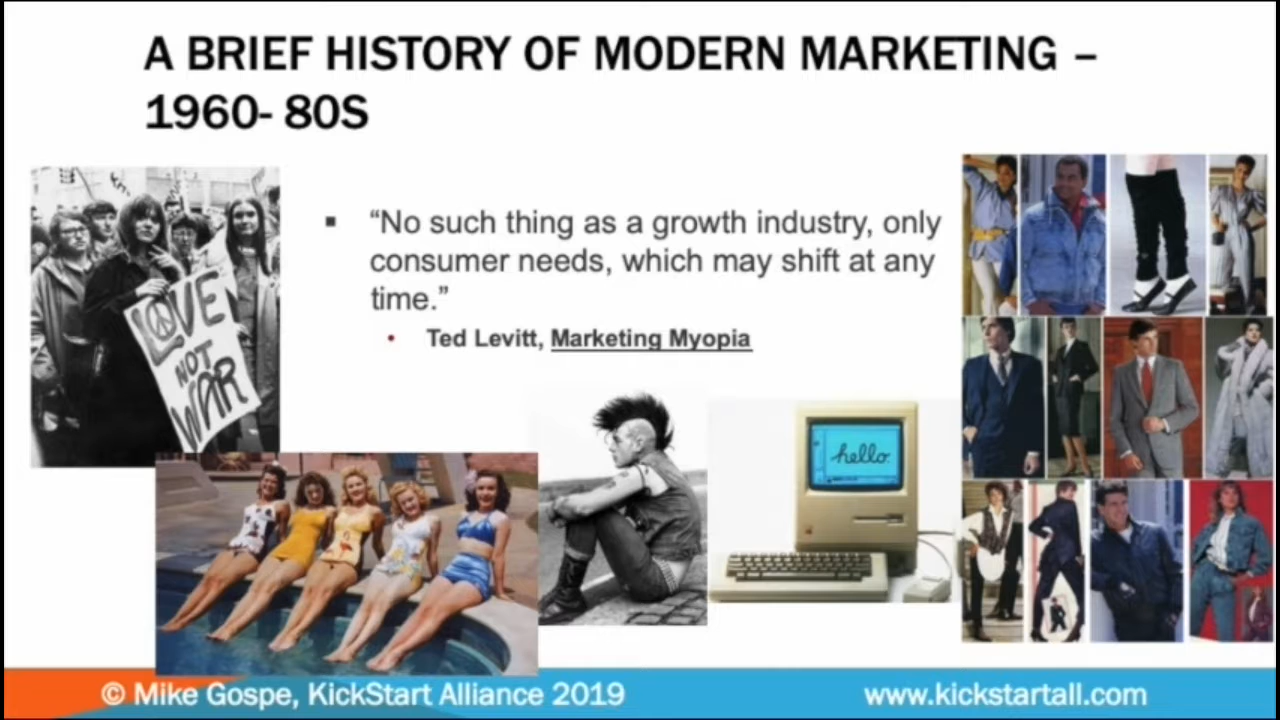 A BRIEF HISTORY OF MODERN MARKETING –
1960- 80S
“No such thing as a growth industry, only
consumer needs, which may shift at any
time.”
Ted Levitt, Marketing Myopia
LOVE
NOT
WAR
hello.
© Mike Gospe, KickStart Alliance 2019
www.kickstartall.com